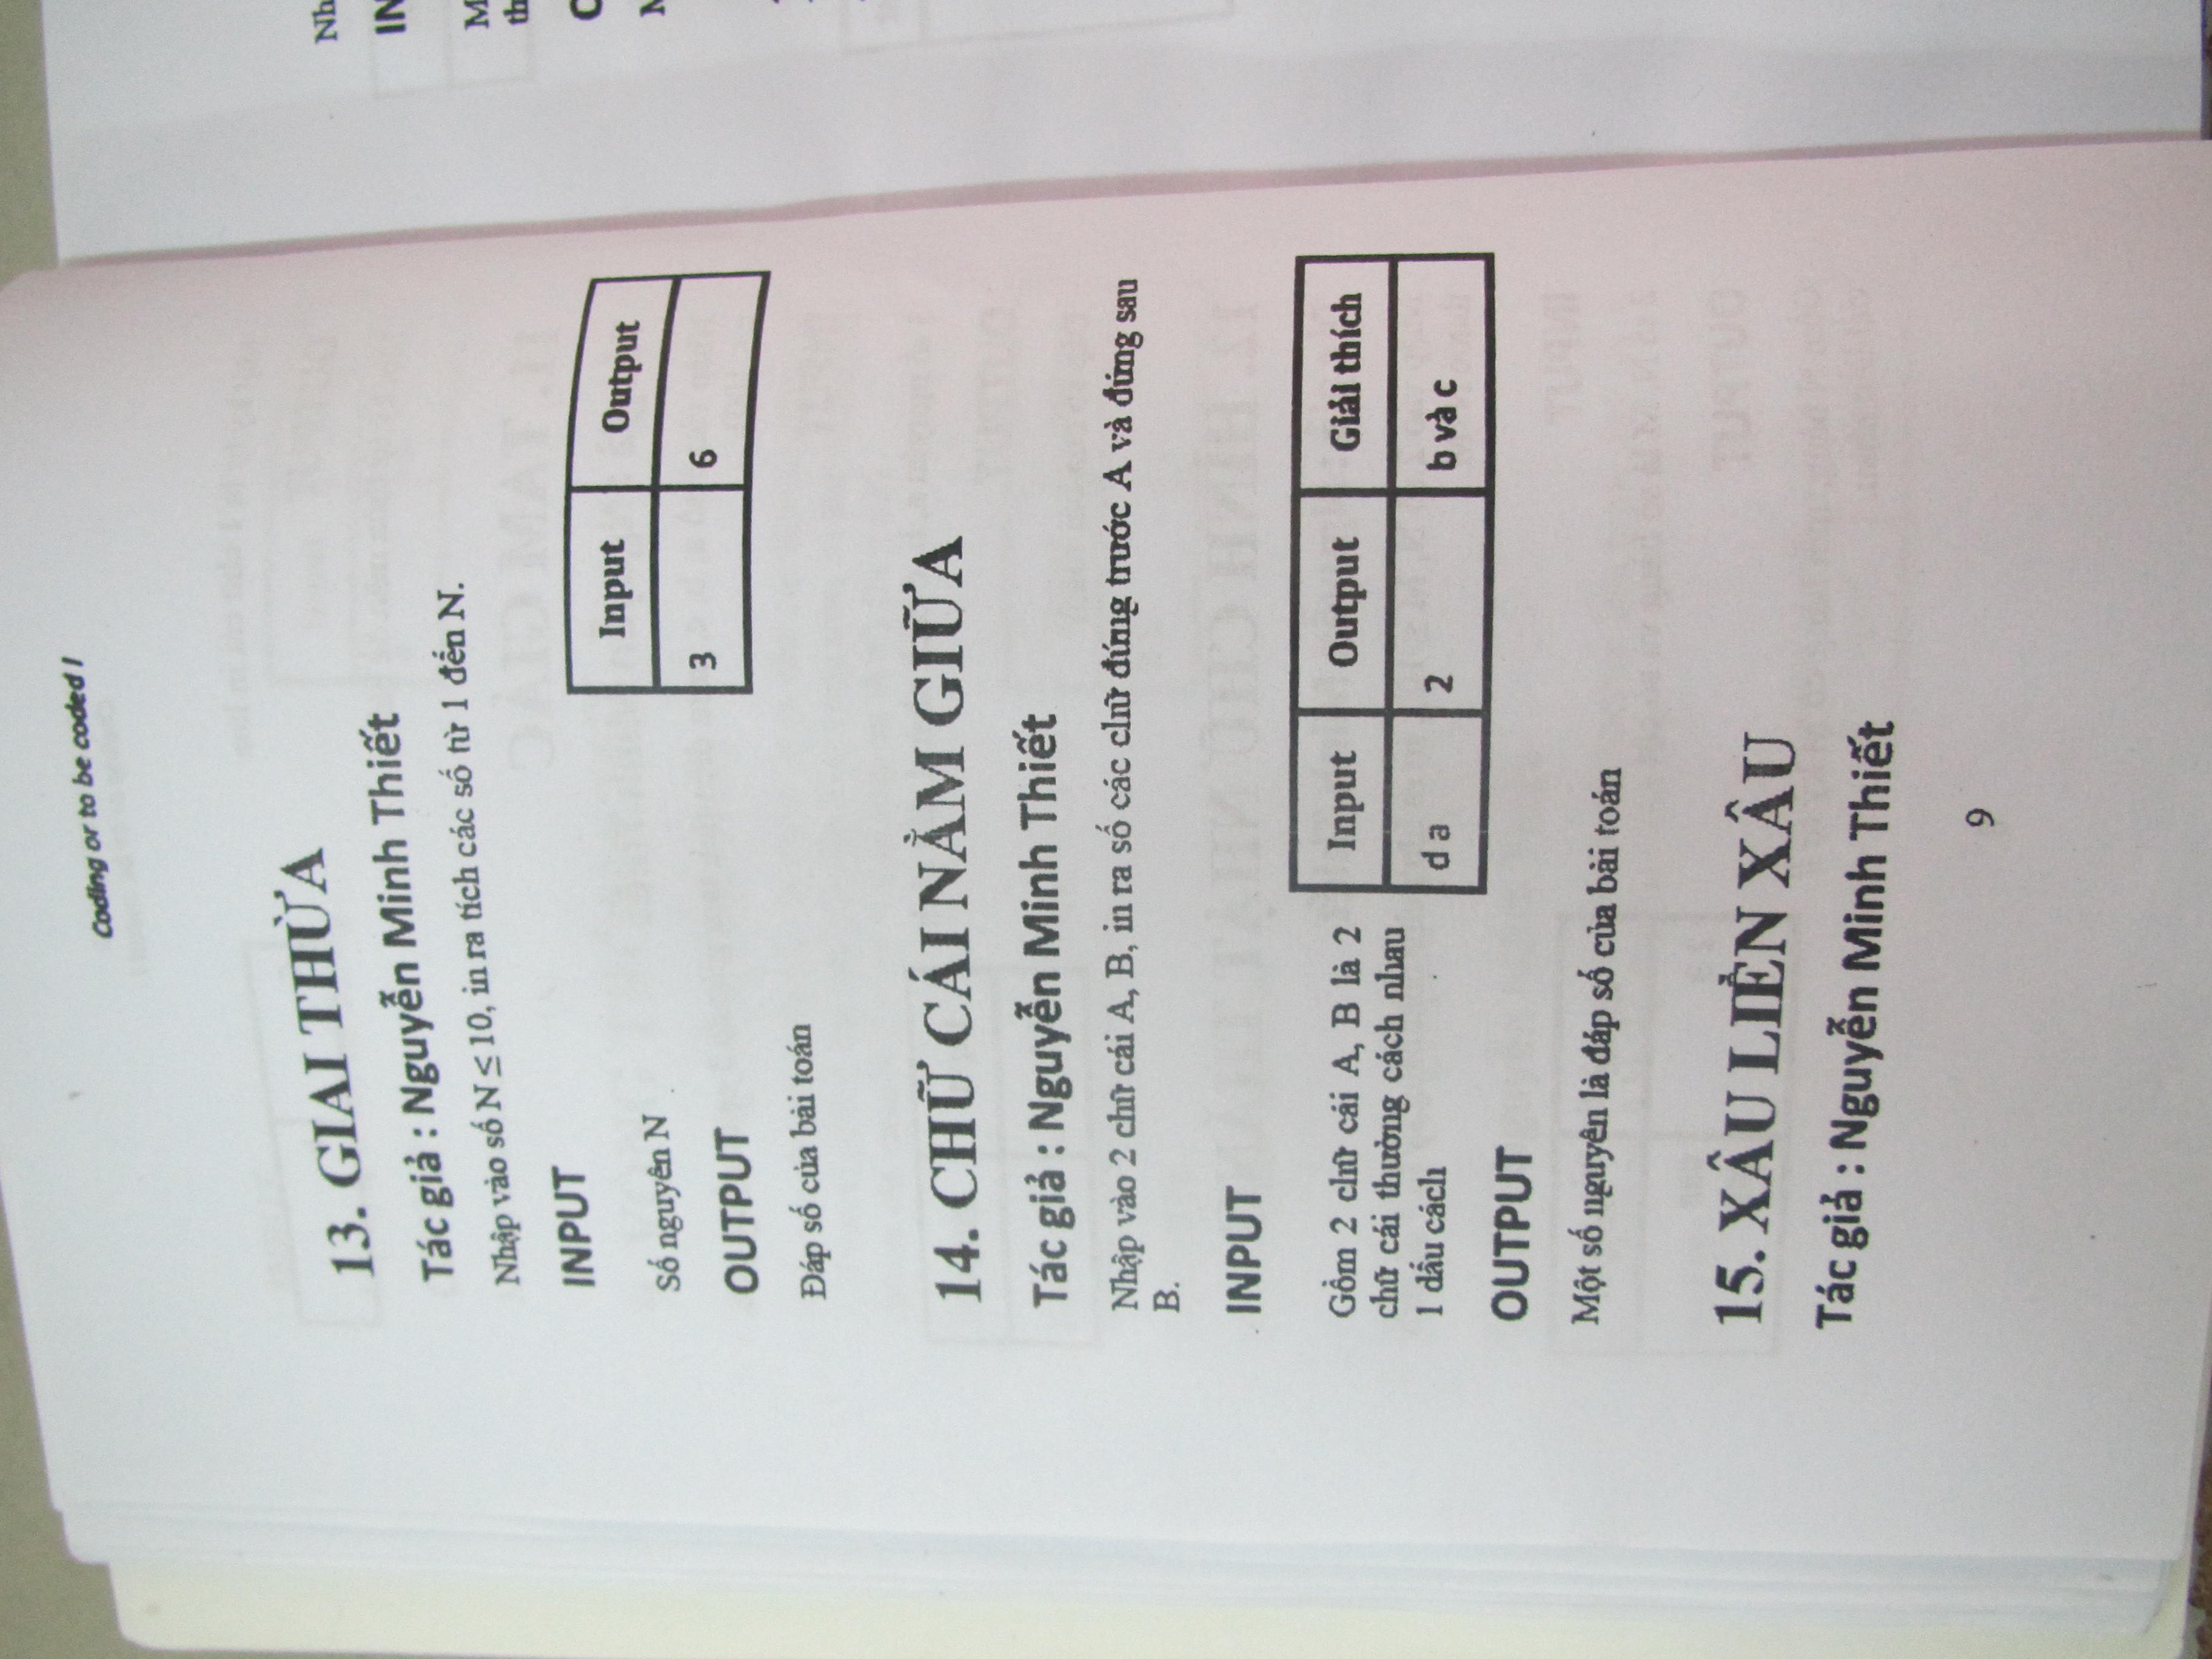 Coding or to be coded !
13. GIAI THỪA
Tác giả : Nguyễn Minh Thiết
Nhập vào số N ≤ 10, in ra tích các số từ 1 đến N.
INPUT
Số nguyên N
OUTPUT
Đáp số của bài toán
Input Output
3 6
14. CHỮ CÁI NẰM GIỮA
Tác giả : Nguyễn Minh Thiết
Nhập vào 2 chữ cái A, B, in ra số các chữ đứng trước A và đứng sau
B.
INPUT
Gồm 2 chữ cái A, B là 2
chữ cái thường cách nhau
1 dấu cách
Input Output Giải thích
d a 2 b và c
OUTPUT
Một số nguyên là đáp số của bài toán
15. XÂU LIỀN XÂU
Tác giả : Nguyễn Minh Thiết
9